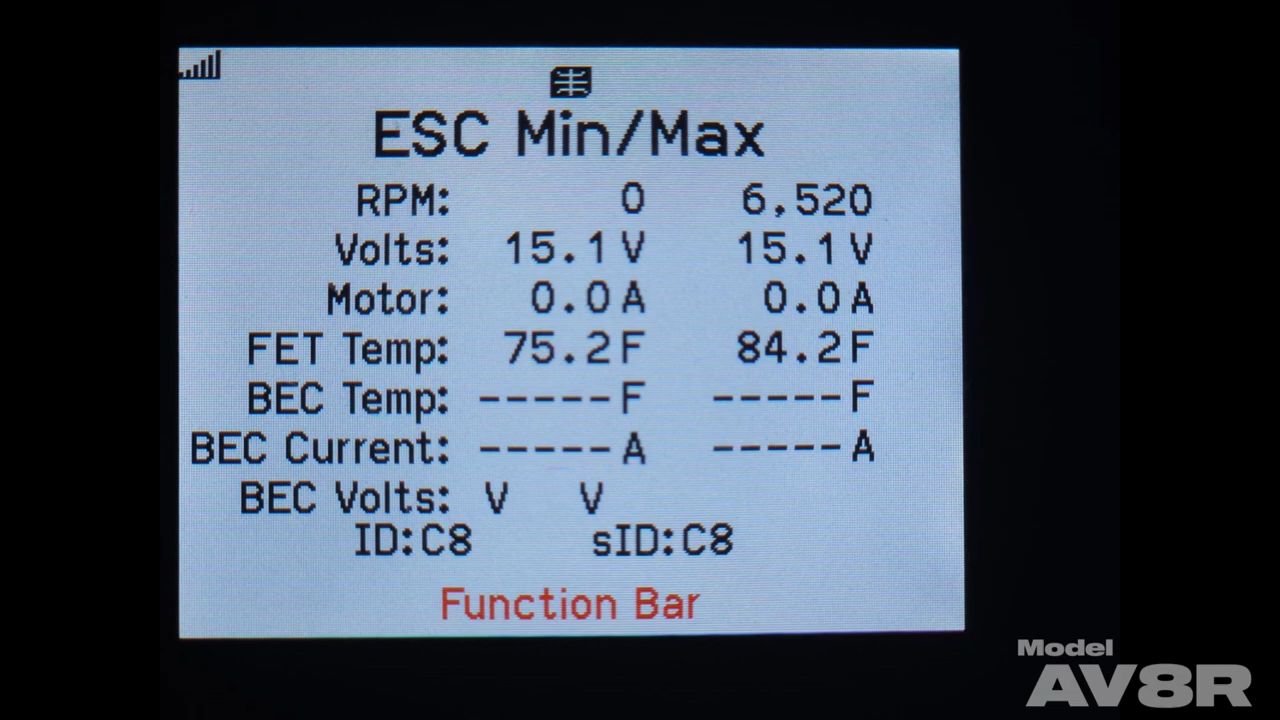 ESC Min/Max
RPM: 0 6,520
Volts: 15.1V 15.1V
Motor: 0.0A 0.0A
FET Temp: 75.2F 84.2F
BEC Temp: -----F -----F
BEC Current: -----A -----A
BEC Volts: V V
ID:C8 sID:C8
Function Bar
Model
AV8R